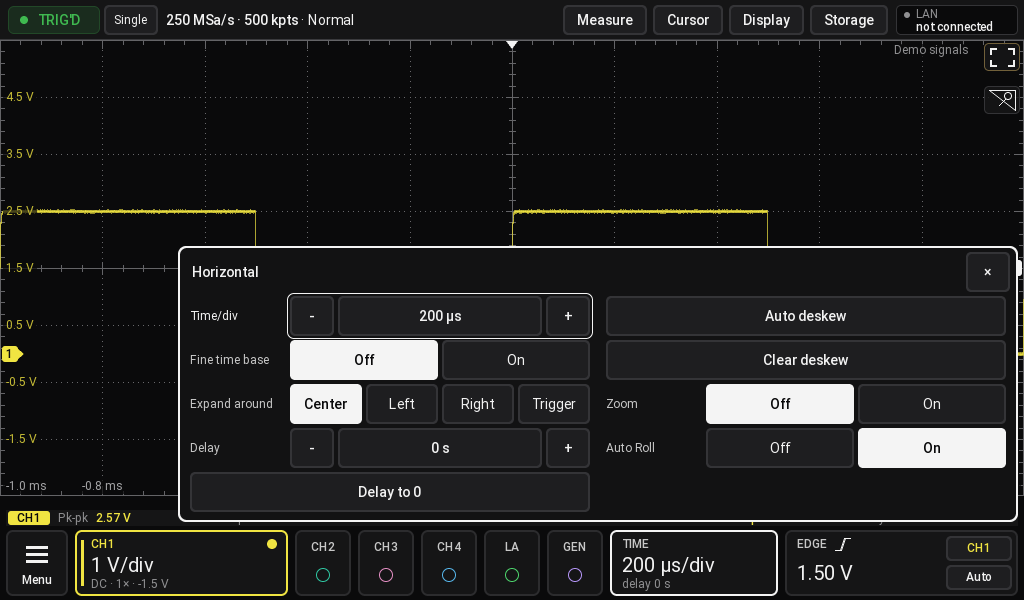 TRIG'D
Single
250 MSa/s · 500 kpts · Normal
Measure
Cursor
Display
Storage
LAN
not connected
Demo signals
4.5 V
3.5 V
2.5 V
1.5 V
0.5 V
1
-0.5 V
-1.5 V
-1.0 ms
-0.8 ms
Horizontal
×
Time/div
-
200 µs
+
Auto deskew
Fine time base
Off
On
Clear deskew
Expand around
Center
Left
Right
Trigger
Zoom
Off
On
Delay
-
0 s
+
Auto Roll
Off
On
Delay to 0
CH1
Pk-pk
2.57 V
Menu
CH1
1 V/div
DC · 1× · -1.5 V
CH2
CH3
CH4
LA
GEN
TIME
200 µs/div
delay 0 s
EDGE
1.50 V
CH1
Auto